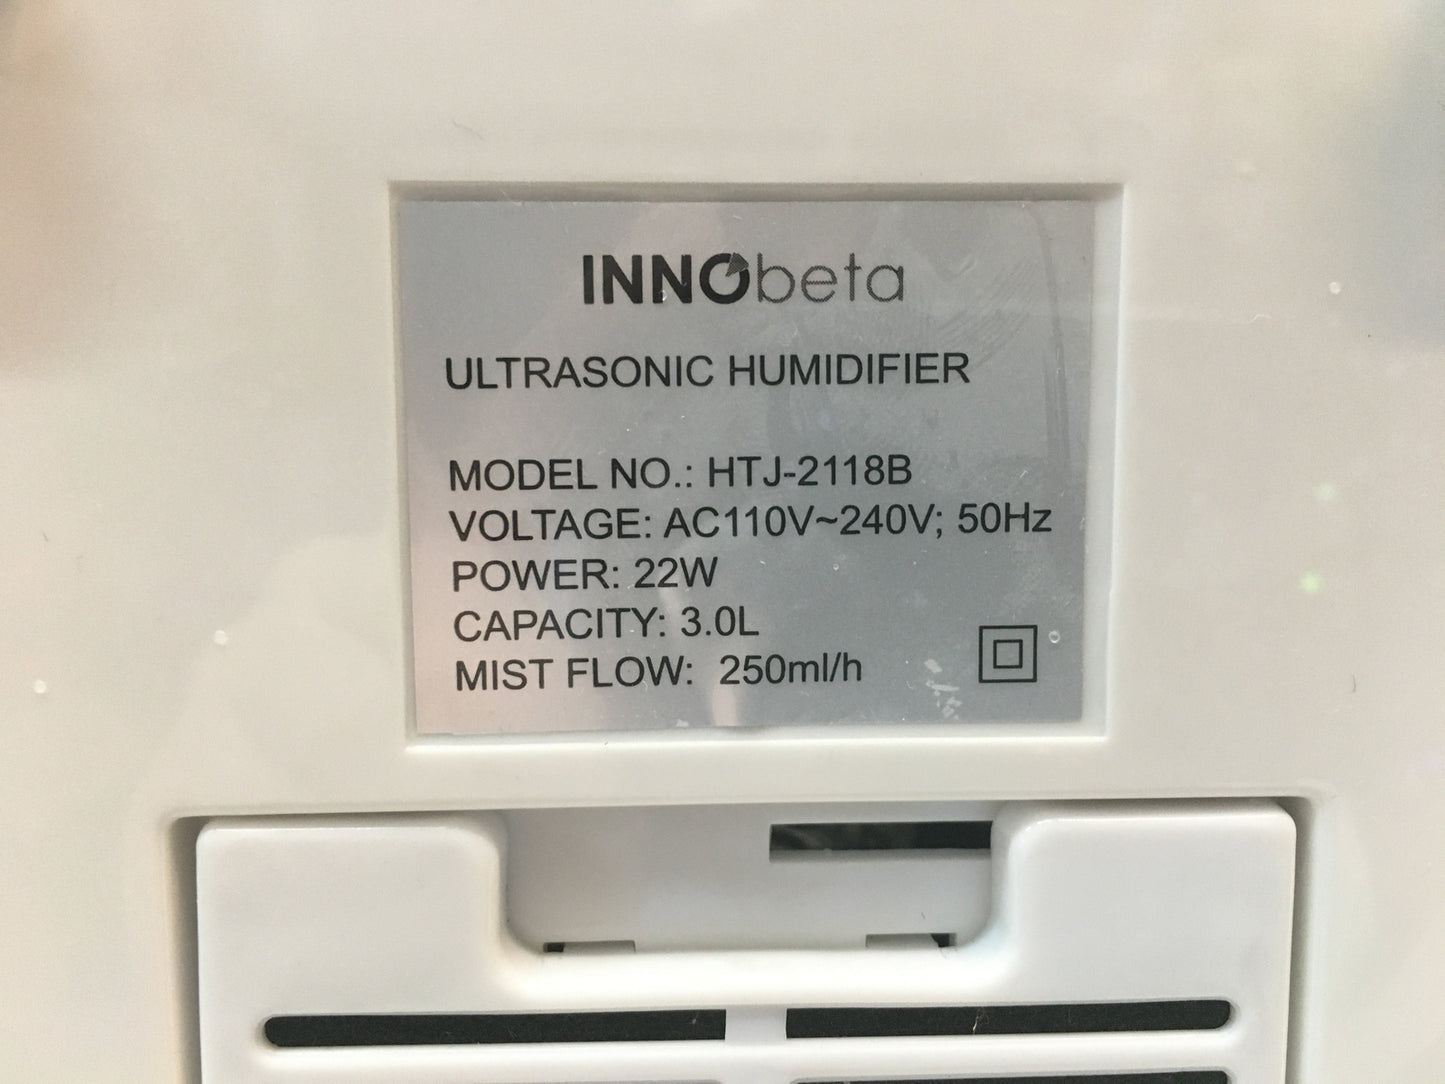 INNObeta
ULTRASONIC HUMIDIFIER
MODEL NO.: HTJ-2118B
VOLTAGE: AC110V~240V; 50Hz
POWER: 22W
CAPACITY: 3.0L
MIST FLOW: 250ml/h